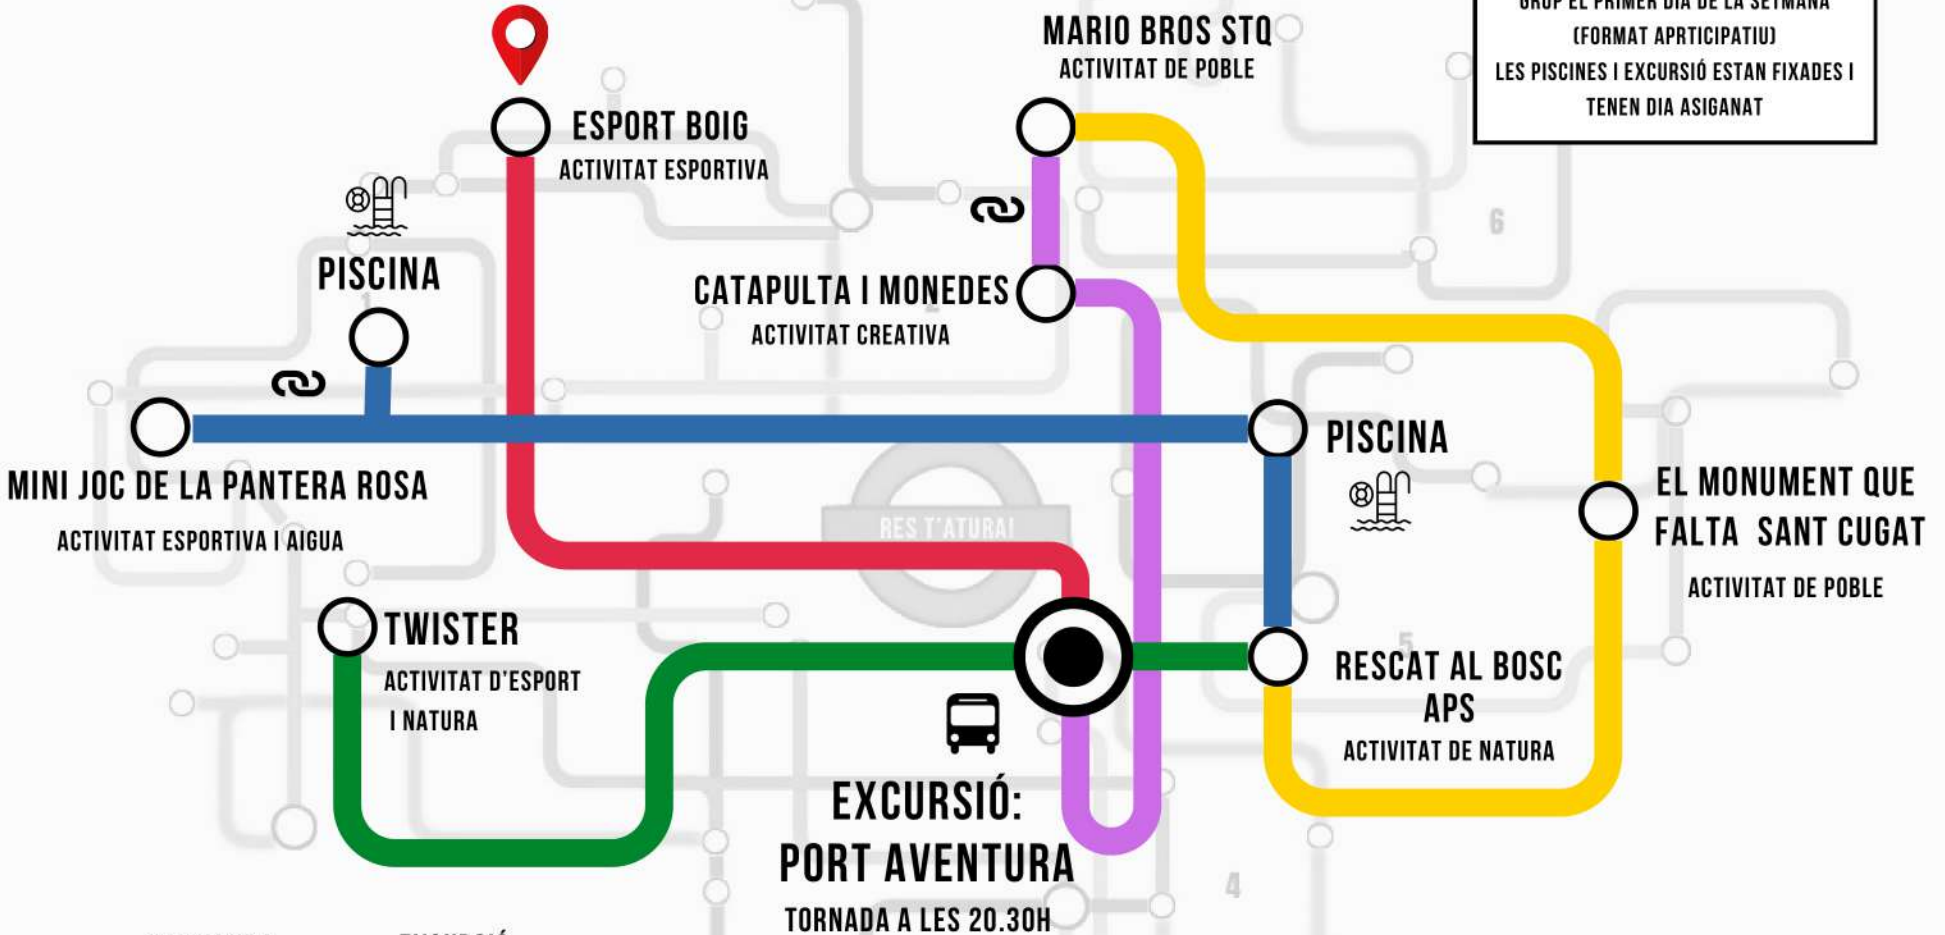 GRUP EL PRIMER DIA DE LA SETMANA
(FORMAT APRTICIPATIU)
LES PISCINES I EXCURSIÓ ESTAN FIXADES I
TENEN DIA ASIGANAT
MARIO BROS STQ
ACTIVITAT DE POBLE
ESPORT BOIG
ACTIVITAT ESPORTIVA
6
PISCINA
1
CATAPULTA I MONEDES
ACTIVITAT CREATIVA
PISCINA
MINI JOC DE LA PANTERA ROSA
ACTIVITAT ESPORTIVA I AIGUA
RES T'ATURA!
EL MONUMENT QUE
FALTA SANT CUGAT
ACTIVITAT DE POBLE
TWISTER
ACTIVITAT D'ESPORT
I NATURA
5
RESCAT AL BOSC
APS
ACTIVITAT DE NATURA
EXCURSIÓ:
PORT AVENTURA
TORNADA A LES 20.30H
4